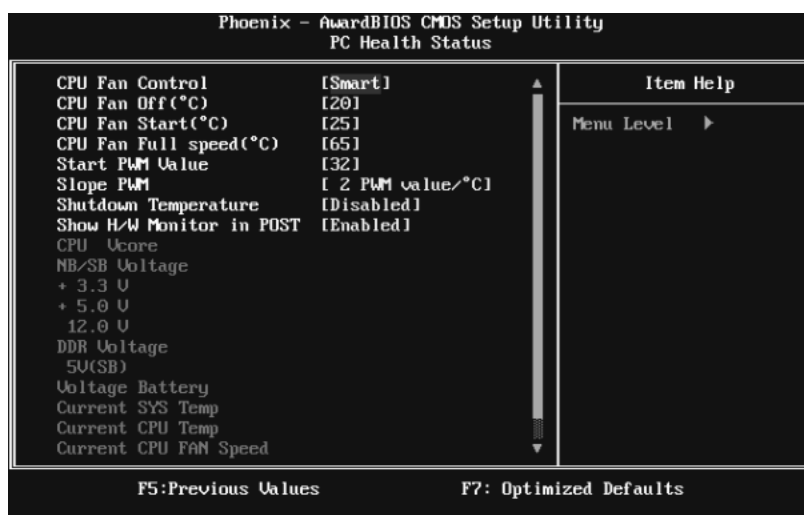 Phoenix - AwardBIOS CMOS Setup Utility
PC Health Status
CPU Fan Control [Smart]
CPU Fan Off(°C) [20]
CPU Fan Start(°C) [25]
CPU Fan Full speed(°C) [65]
Start PWM Value [32]
Slope PWM [ 2 PWM value/°C]
Shutdown Temperature [Disabled]
Show H/W Monitor in POST [Enabled]
CPU Vcore
NB/SB Voltage
+ 3.3 V
+ 5.0 V
12.0 V
DDR Voltage
5V(SB)
Voltage Battery
Current SYS Temp
Current CPU Temp
Current CPU FAN Speed
Item Help
Menu Level
F5:Previous Values F7: Optimized Defaults